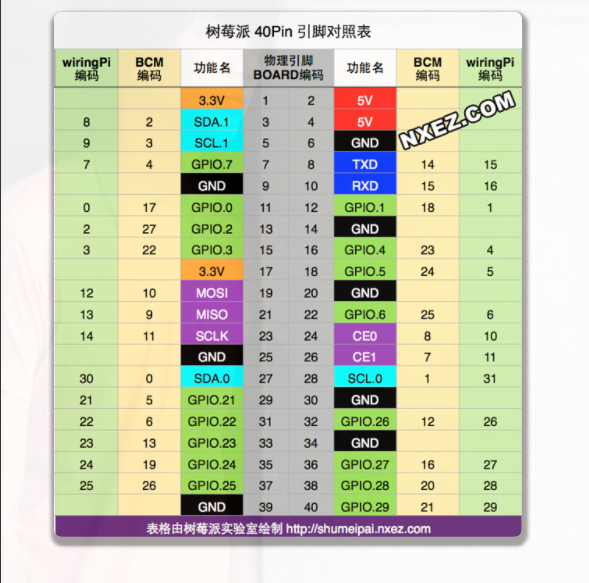 树莓派 40Pin 引脚对照表
wiringPi 编码 BCM 编码 功能名 物理引脚 BOARD编码 功能名 BCM 编码 wiringPi 编码
3.3V 1 2 5V
8 2 SDA.1 3 4 5V
9 3 SCL.1 5 6 GND
NXEZ.COM
7 4 GPIO.7 7 8 TXD 14 15
GND 9 10 RXD 15 16
0 17 GPIO.0 11 12 GPIO.1 18 1
2 27 GPIO.2 13 14 GND
3 22 GPIO.3 15 16 GPIO.4 23 4
3.3V 17 18 GPIO.5 24 5
12 10 MOSI 19 20 GND
13 9 MISO 21 22 GPIO.6 25 6
14 11 SCLK 23 24 CE0 8 10
GND 25 26 CE1 7 11
30 0 SDA.0 27 28 SCL.0 1 31
21 5 GPIO.21 29 30 GND
22 6 GPIO.22 31 32 GPIO.26 12 26
23 13 GPIO.23 33 34 GND
24 19 GPIO.24 35 36 GPIO.27 16 27
25 26 GPIO.25 37 38 GPIO.28 20 28
GND 39 40 GPIO.29 21 29
表格由树莓派实验室绘制 http://shumeipai.nxez.com